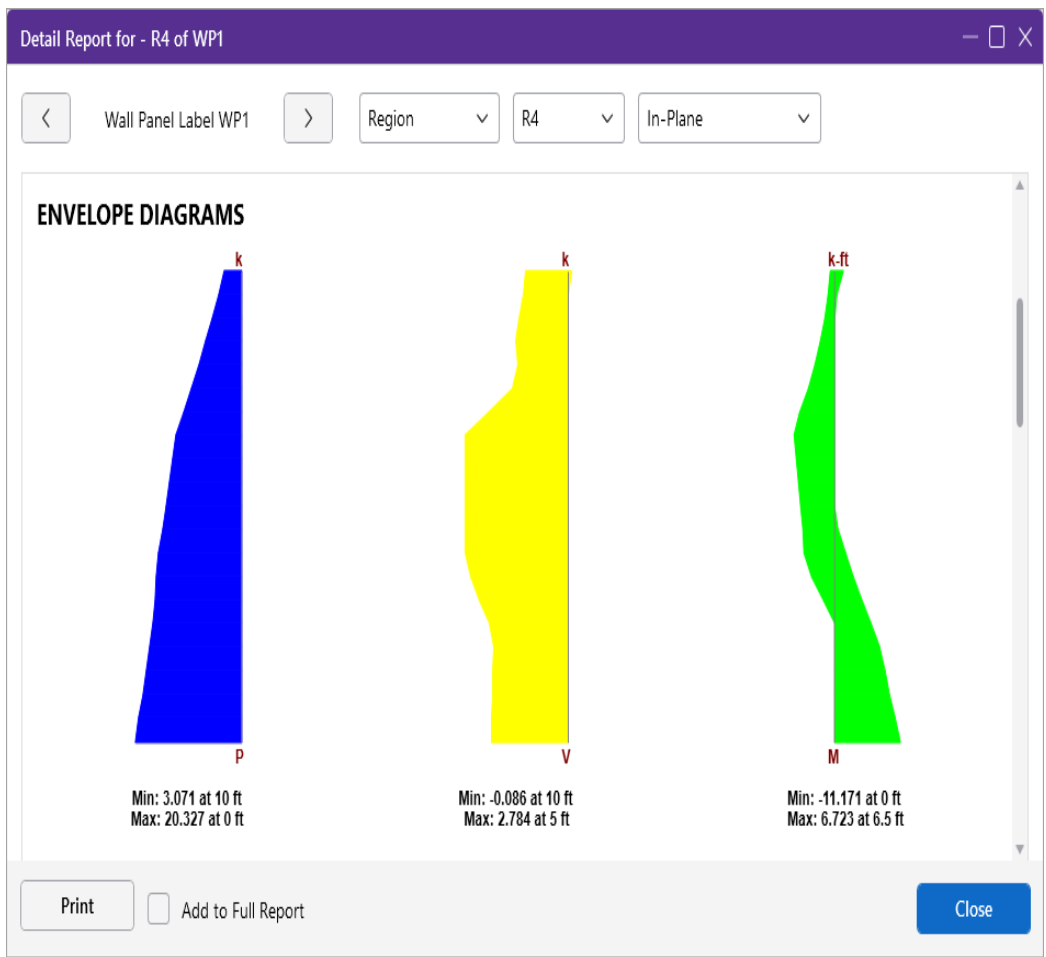 Detail Report for - R4 of WP1
Wall Panel Label WP1
Region
R4
In-Plane
ENVELOPE DIAGRAMS
k
k
k-ft
P
V
M
Min: 3.071 at 10 ft
Max: 20.327 at 0 ft
Min: -0.086 at 10 ft
Max: 2.784 at 5 ft
Min: -11.171 at 0 ft
Max: 6.723 at 6.5 ft
Print
Add to Full Report
Close